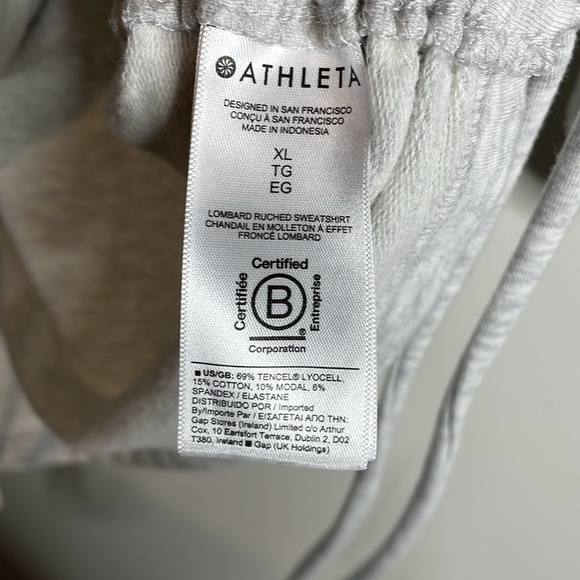 ATHLETA
DESIGNED IN SAN FRANCISCO
CONÇU À SAN FRANCISCO
MADE IN INDONESIA
XL
TG
EG
LOMBARD RUCHED SWEATSHIRT
CHANDAIL EN MOLLETON À EFFET
FRONCÉ LOMBARD
Certified
Certifiée
B
Entreprise
Corporation
■ US/GB: 69% TENCEL® LYOCELL,
15% COTTON, 10% MODAL, 6%
SPANDEX / ELASTANE
DISTRIBUIDO POR / Imported
By/Importe Par / ΕΙΣΑΓΕΤΑΙ ΑΠΟ ΤΗΝ:
Gap Stores (Ireland) Limited c/o Arthur
Cox, 10 Earlsfort Terrace, Dublin 2, D02
T380, Ireland ■ Gap (UK Holdings)